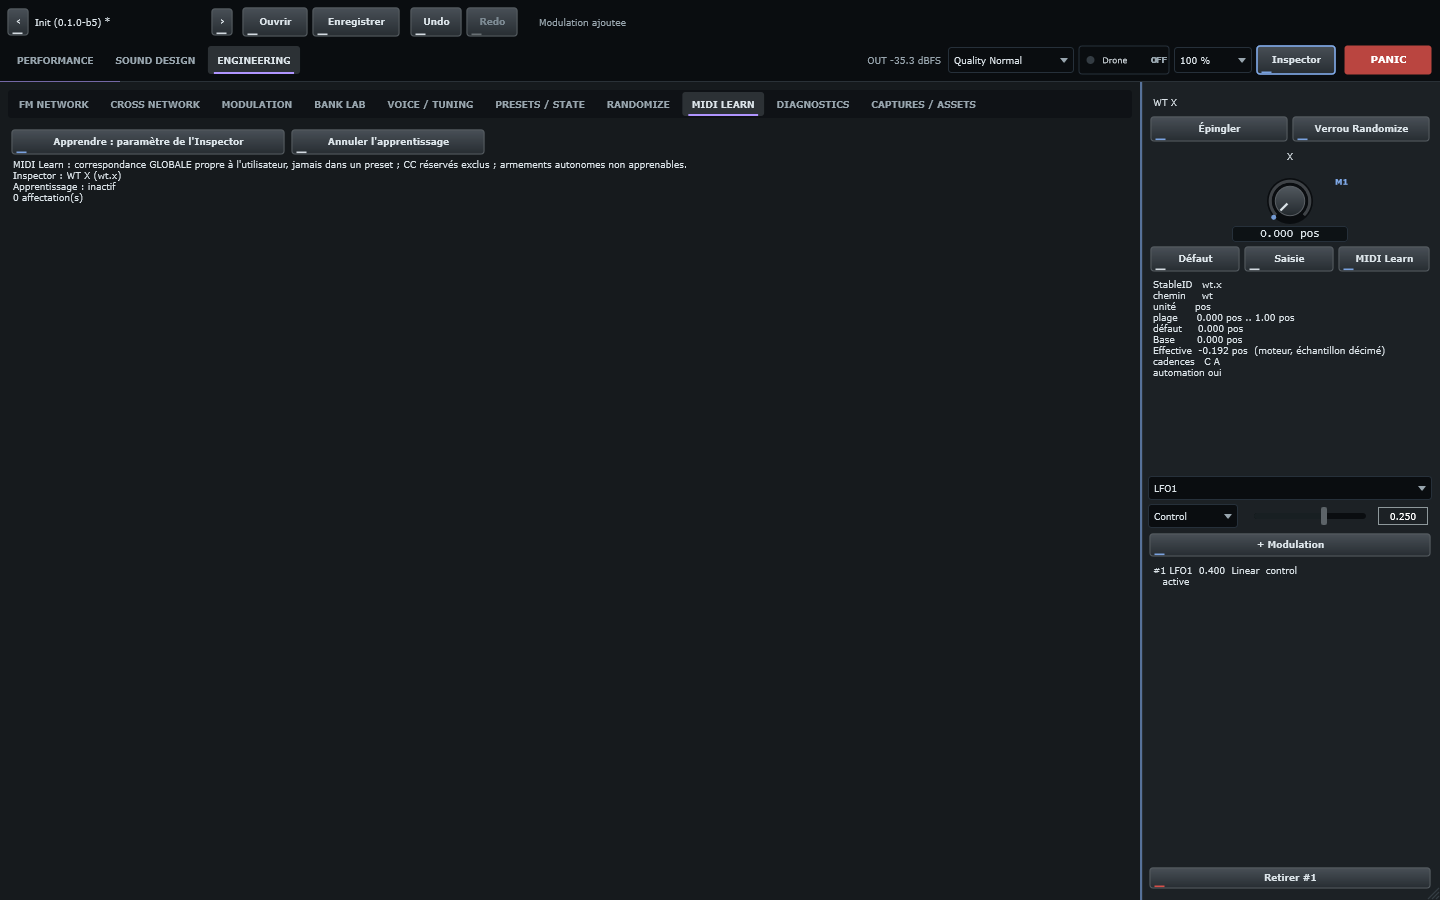 ‹ Init (0.1.0-b5) * › Ouvrir Enregistrer Undo Redo Modulation ajoutee
PERFORMANCE SOUND DESIGN ENGINEERING OUT -35.3 dBFS Quality Normal Drone OFF 100 % Inspector PANIC
FM NETWORK CROSS NETWORK MODULATION BANK LAB VOICE / TUNING PRESETS / STATE RANDOMIZE MIDI LEARN DIAGNOSTICS CAPTURES / ASSETS
Apprendre : paramètre de l'Inspector Annuler l'apprentissage
MIDI Learn : correspondance GLOBALE propre à l'utilisateur, jamais dans un preset ; CC réservés exclus ; armements autonomes non apprenables.
Inspector : WT X (wt.x)
Apprentissage : inactif
0 affectation(s)
WT X
Épingler Verrou Randomize
X
M1
0.000 pos
Défaut Saisie MIDI Learn
StableID wt.x
chemin wt
unité pos
plage 0.000 pos .. 1.00 pos
défaut 0.000 pos
Base 0.000 pos
Effective -0.192 pos (moteur, échantillon décimé)
cadences C A
automation oui
LFO1
Control 0.250
+ Modulation
#1 LFO1 0.400 Linear control
active
Retirer #1